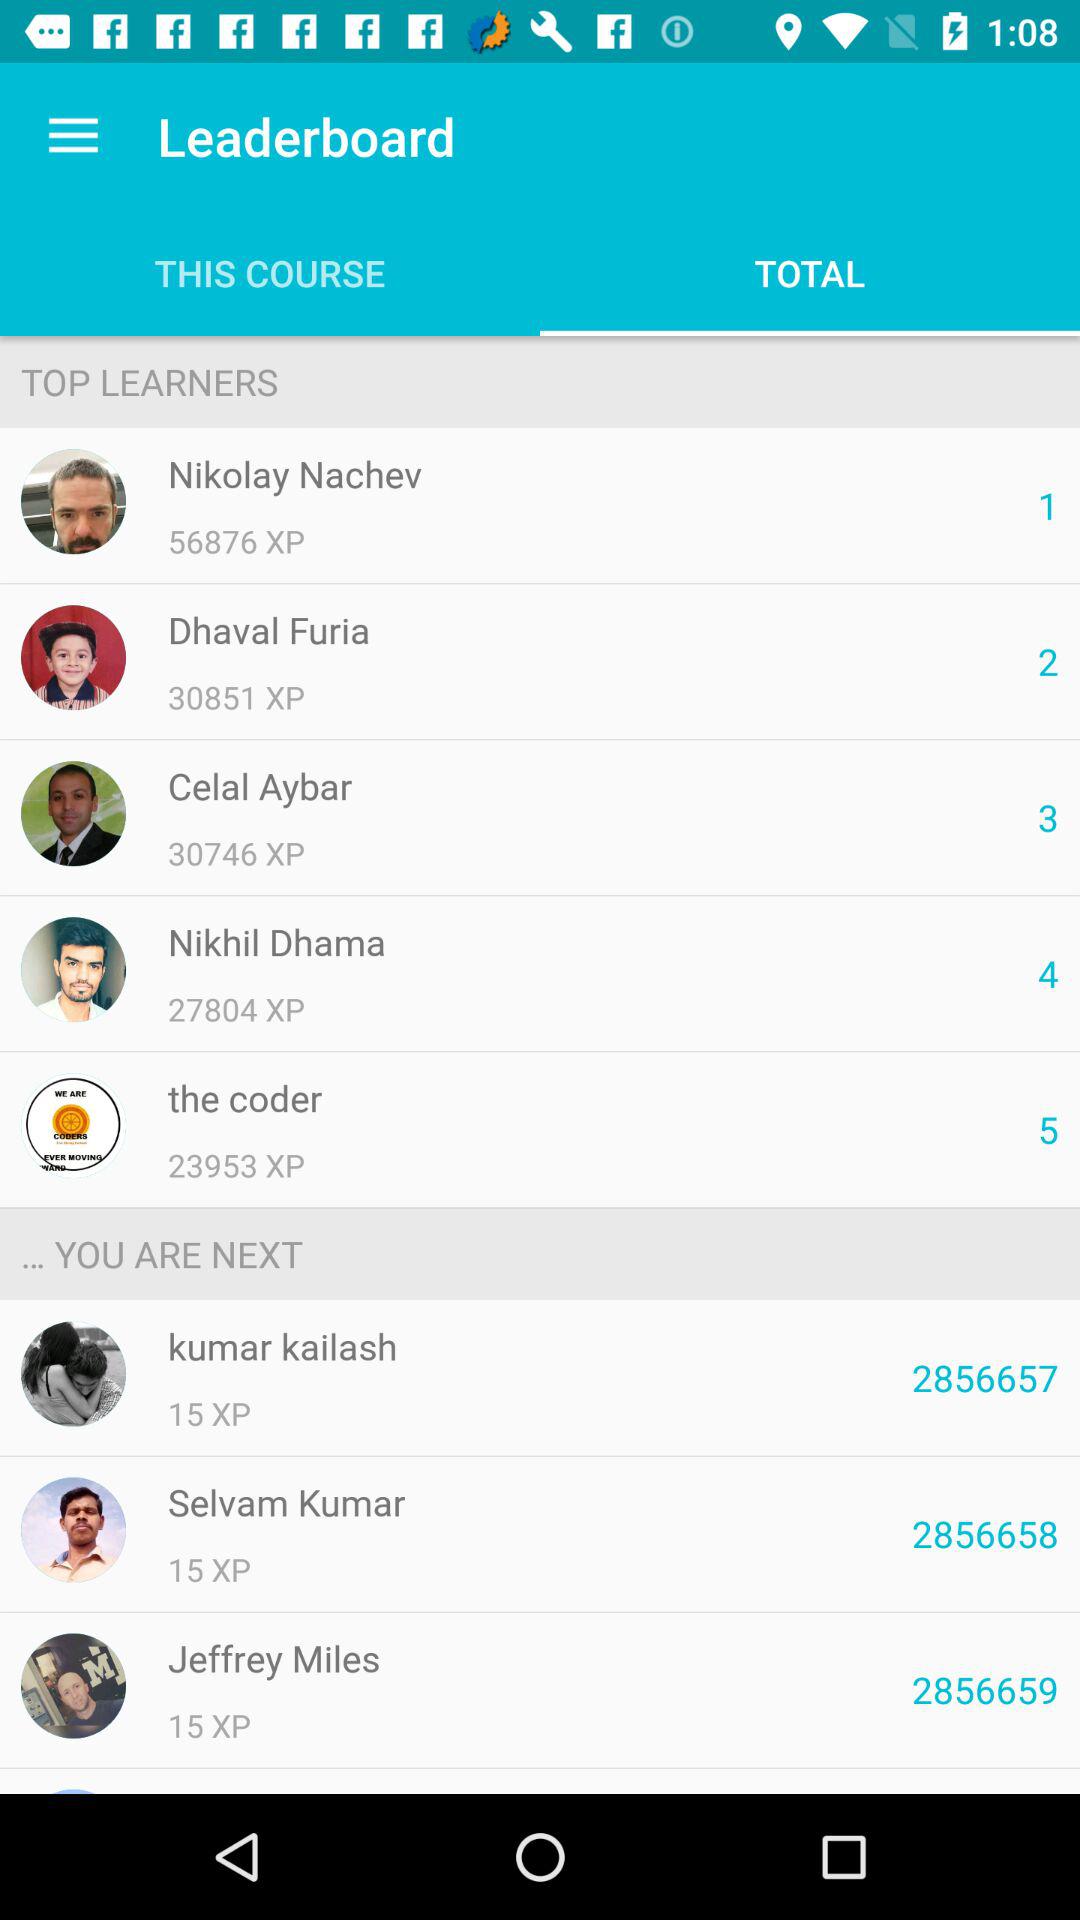 1:08
Leaderboard
THIS COURSE
TOTAL
TOP LEARNERS
Nikolay Nachev
56876 XP
1
Dhaval Furia
30851 XP
2
Celal Aybar
30746 XP
3
Nikhil Dhama
27804 XP
4
WE ARE
CODERS
EVER MOVING
WARD
the coder
23953 XP
5
... YOU ARE NEXT
kumar kailash
15 XP
2856657
Selvam Kumar
15 XP
2856658
M
Jeffrey Miles
15 XP
2856659